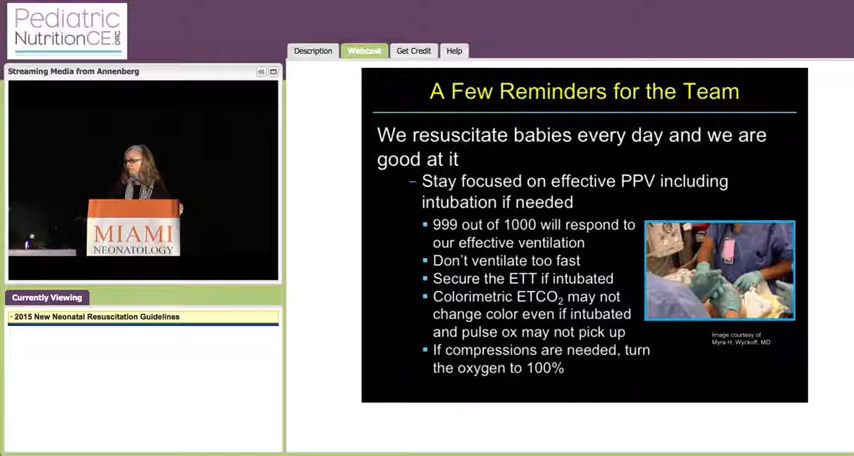 Pediatric
NutritionCE.ORG
Description
Webcast
Get Credit
Help
Streaming Media from Annenberg
MIAMI
NEONATOLOGY
Currently Viewing
· 2015 New Neonatal Resuscitation Guidelines
A Few Reminders for the Team
We resuscitate babies every day and we are
good at it
– Stay focused on effective PPV including
intubation if needed
▪ 999 out of 1000 will respond to
our effective ventilation
▪ Don't ventilate too fast
▪ Secure the ETT if intubated
▪ Colorimetric ETCO₂ may not
change color even if intubated
and pulse ox may not pick up
▪ If compressions are needed, turn
the oxygen to 100%
Image courtesy of
Myra H. Wyckoff, MD